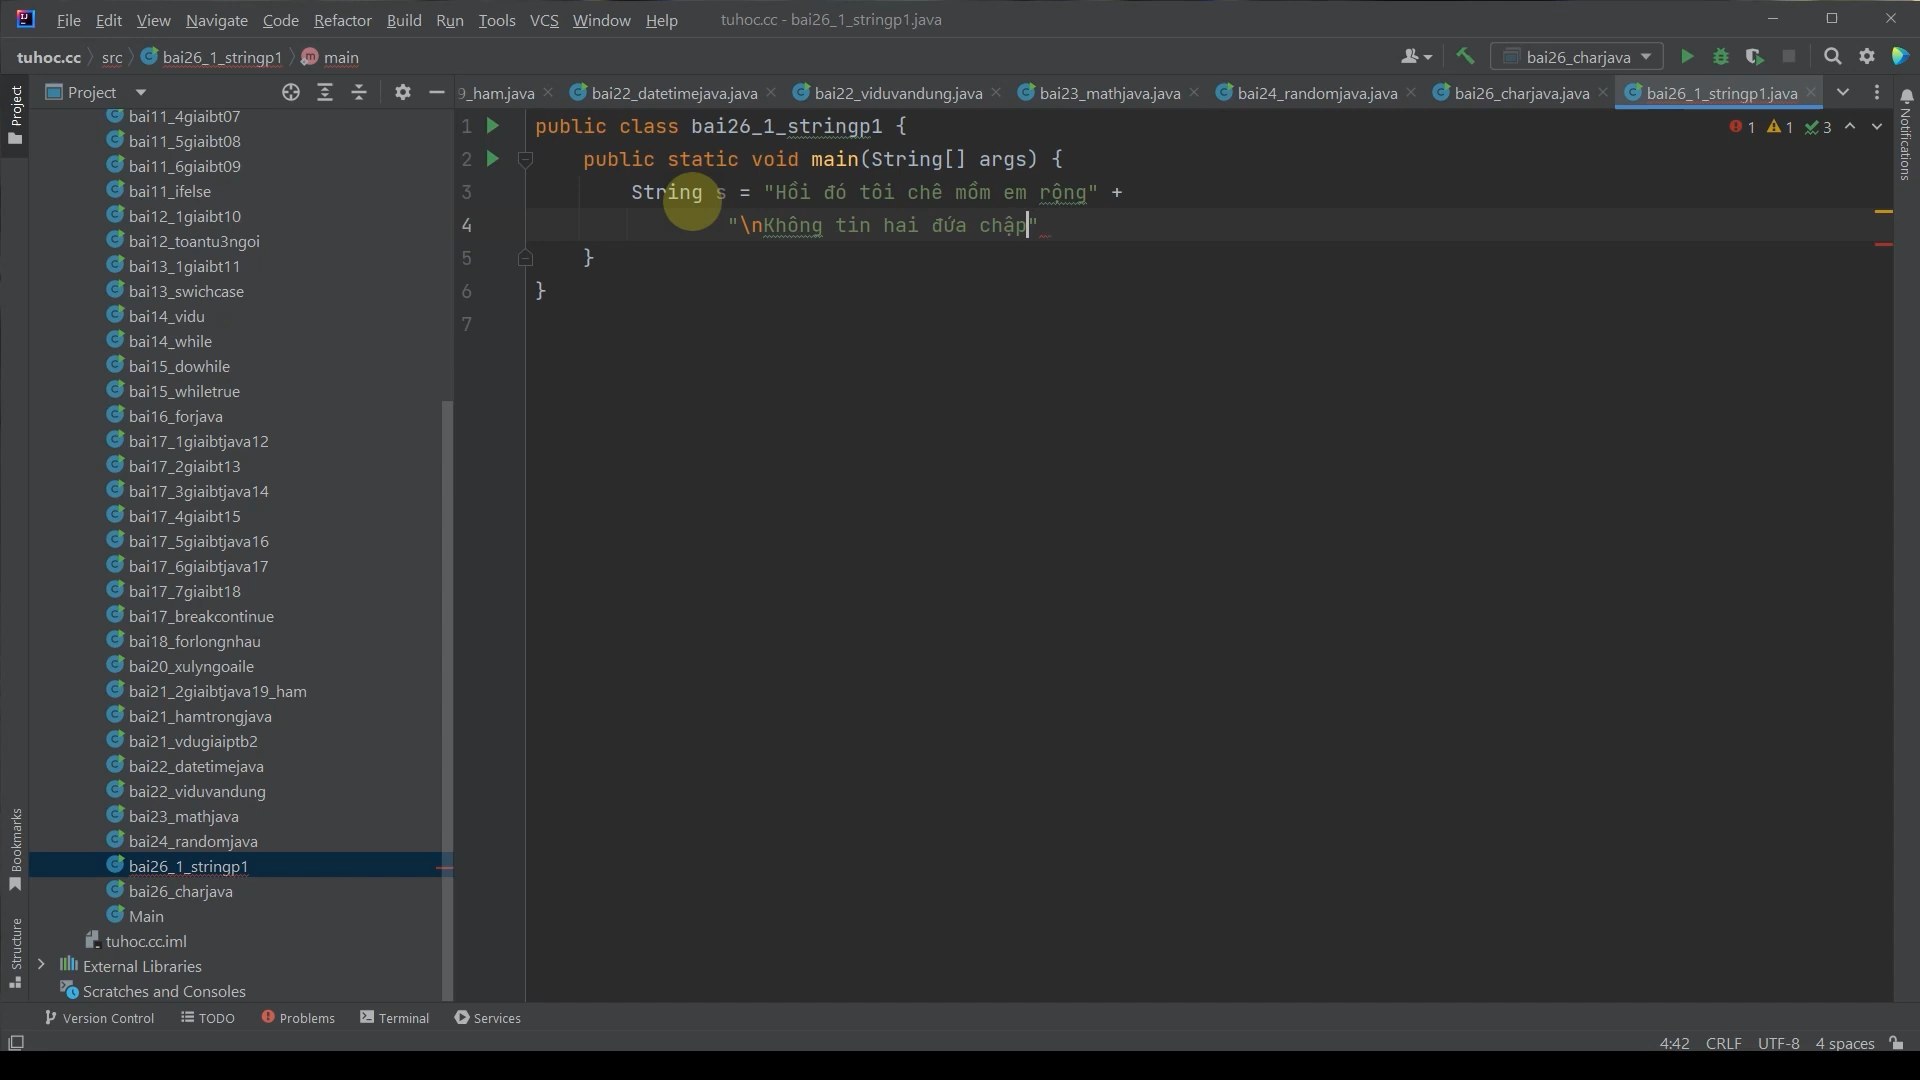 File Edit View Navigate Code Refactor Build Run Tools VCS Window Help tuhoc.cc - bai26_1_stringp1.java
tuhoc.cc src bai26_1_stringp1 main bai26_charjava
Project 9_ham.java bai22_datetimejava.java bai22_viduvandung.java bai23_mathjava.java bai24_randomjava.java bai26_charjava.java bai26_1_stringp1.java
Project
Notifications
Bookmarks
Structure
bai11_4giaibt07
bai11_5giaibt08
bai11_6giaibt09
bai11_ifelse
bai12_1giaibt10
bai12_toantu3ngoi
bai13_1giaibt11
bai13_swichcase
bai14_vidu
bai14_while
bai15_dowhile
bai15_whiletrue
bai16_forjava
bai17_1giaibtjava12
bai17_2giaibt13
bai17_3giaibtjava14
bai17_4giaibt15
bai17_5giaibtjava16
bai17_6giaibtjava17
bai17_7giaibt18
bai17_breakcontinue
bai18_forlongnhau
bai20_xulyngoaile
bai21_2giaibtjava19_ham
bai21_hamtrongjava
bai21_vdugiaiptb2
bai22_datetimejava
bai22_viduvandung
bai23_mathjava
bai24_randomjava
bai26_1_stringp1
bai26_charjava
Main
tuhoc.cc.iml
External Libraries
Scratches and Consoles
1 public class bai26_1_stringp1 { 1 1 3
2 public static void main(String[] args) {
3 String s = "Hồi đó tôi chê mồm em rộng" +
4 "\nKhông tin hai đứa chập"
5 }
6 }
7
Version Control TODO Problems Terminal Services
4:42 CRLF UTF-8 4 spaces